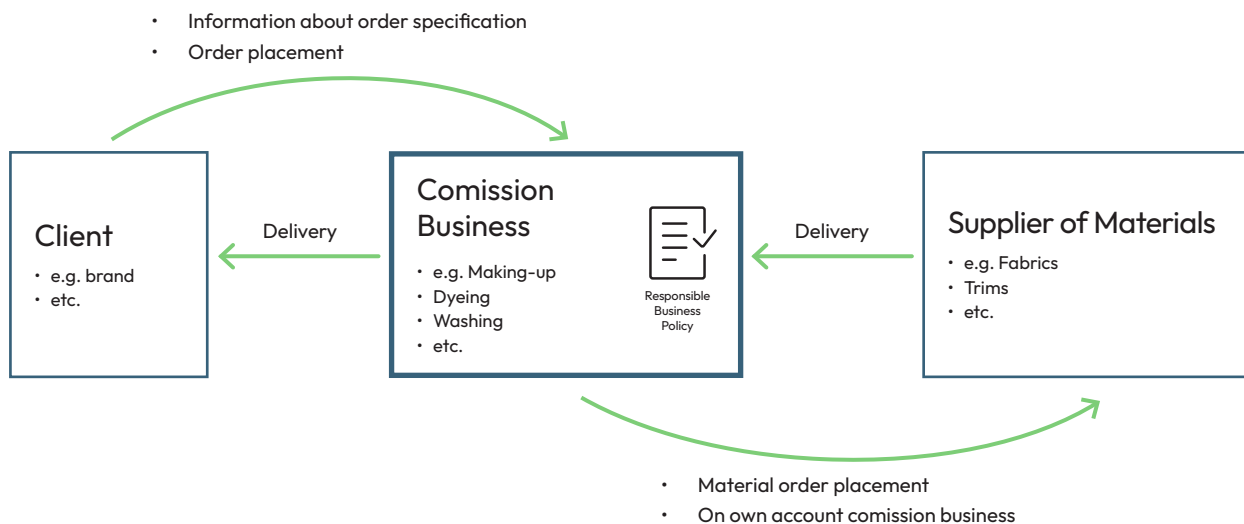 • Information about order specification
• Order placement
Client
• e.g. brand
• etc.
Delivery
Comission
Business
• e.g. Making-up
• Dyeing
• Washing
• etc.
Responsible
Business
Policy
Delivery
Supplier of Materials
• e.g. Fabrics
• Trims
• etc.
• Material order placement
• On own account comission business